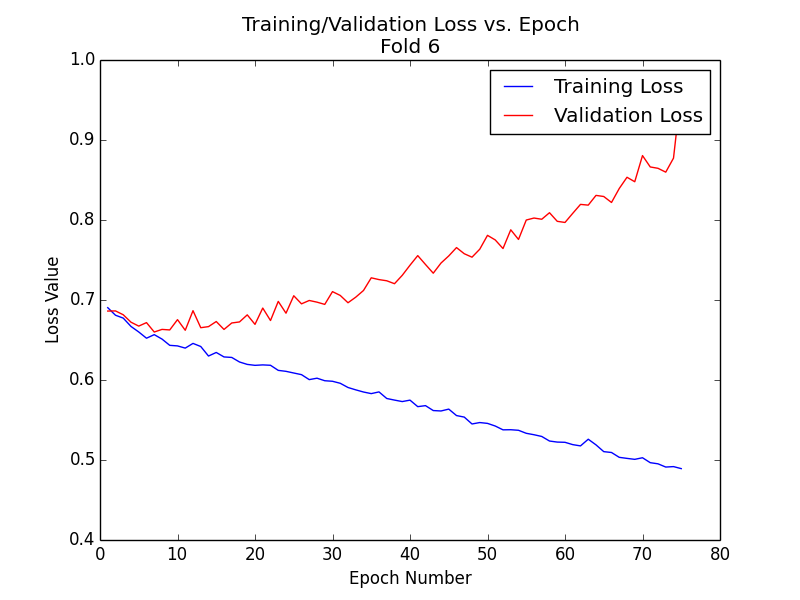 Training/Validation Loss vs. Epoch
Fold 6
1.0
0.9
0.8
0.7
0.6
0.5
0.4
Loss Value
Training Loss
Validation Loss
0 10 20 30 40 50 60 70 80
Epoch Number